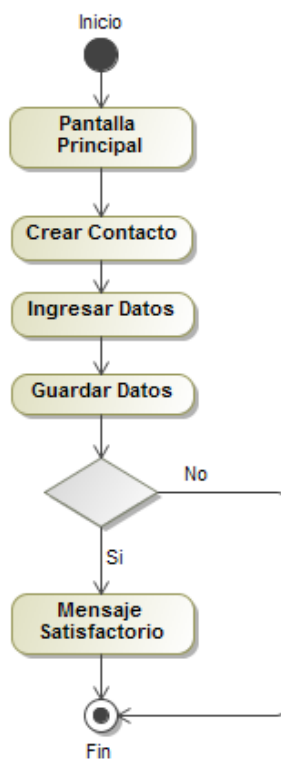 Inicio
Pantalla
Principal
Crear Contacto
Ingresar Datos
Guardar Datos
No
Si
Mensaje
Satisfactorio
Fin